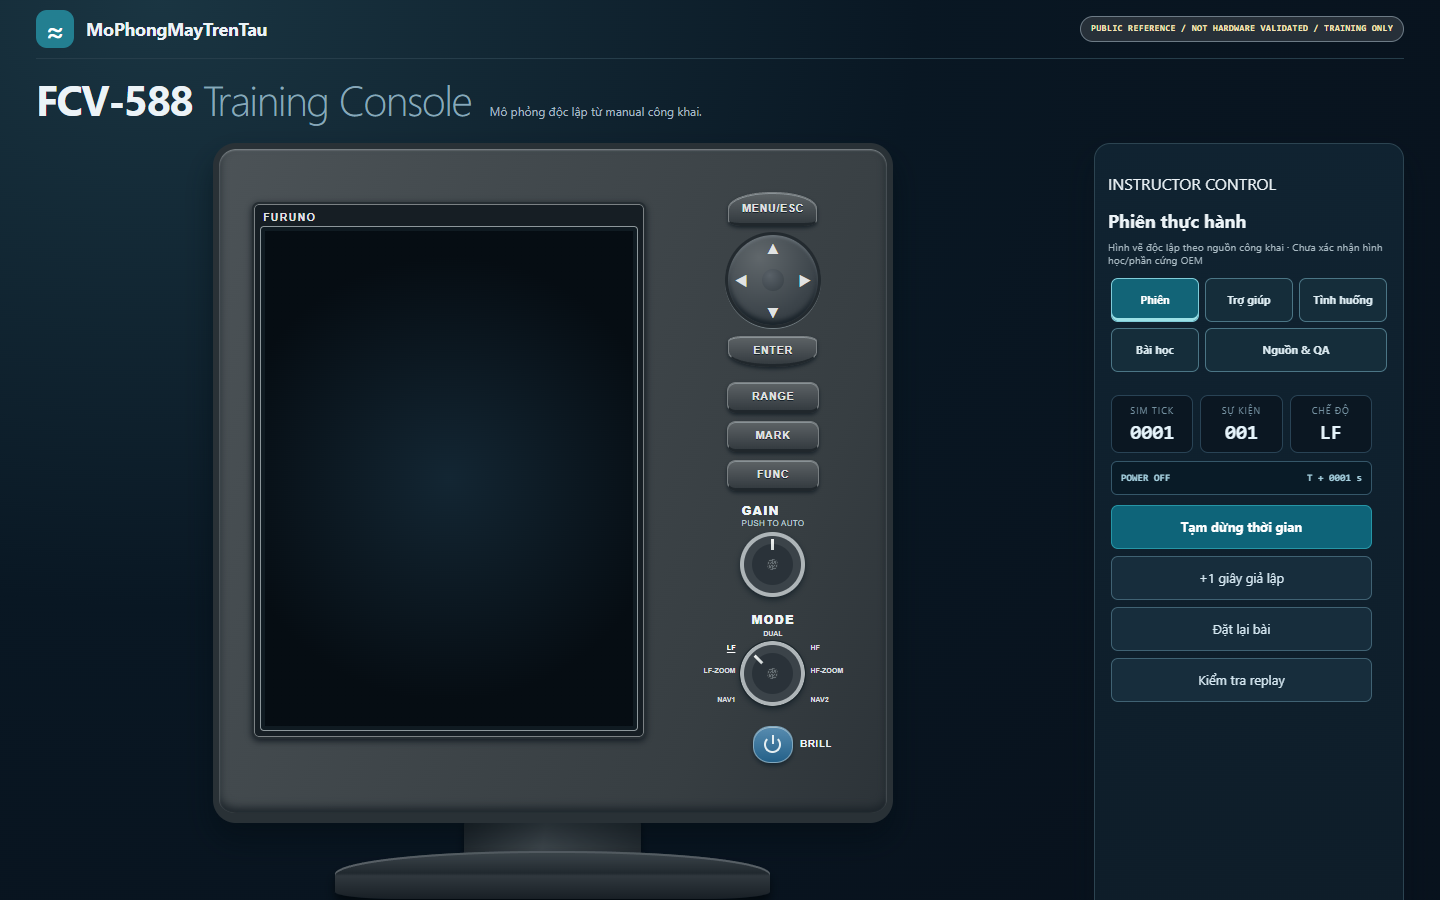 ≈ MoPhongMayTrenTau
PUBLIC REFERENCE / NOT HARDWARE VALIDATED / TRAINING ONLY
FCV-588 Training Console Mô phỏng độc lập từ manual công khai.
FURUNO
MENU/ESC
ENTER
RANGE
MARK
FUNC
GAIN
PUSH TO AUTO
MODE
DUAL
LF
HF
LF-ZOOM
HF-ZOOM
NAV1
NAV2
BRILL
INSTRUCTOR CONTROL
Phiên thực hành
Hình vẽ độc lập theo nguồn công khai · Chưa xác nhận hình
học/phần cứng OEM
Phiên
Trợ giúp
Tình huống
Bài học
Nguồn & QA
SIM TICK
0001
SỰ KIỆN
001
CHẾ ĐỘ
LF
POWER OFF
T + 0001 s
Tạm dừng thời gian
+1 giây giả lập
Đặt lại bài
Kiểm tra replay